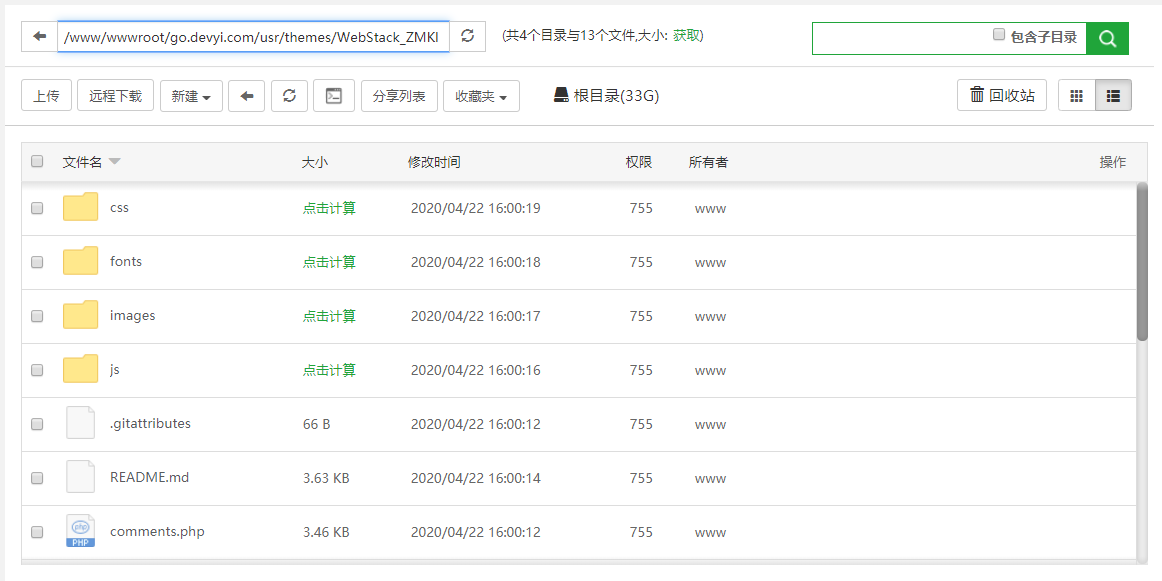 /www/wwwroot/go.devyi.com/usr/themes/WebStack_ZMKI (共4个目录与13个文件,大小: 获取) 包含子目录
上传 远程下载 新建 分享列表 收藏夹 根目录(33G) 回收站
文件名 大小 修改时间 权限 所有者 操作
css 点击计算 2020/04/22 16:00:19 755 www
fonts 点击计算 2020/04/22 16:00:18 755 www
images 点击计算 2020/04/22 16:00:17 755 www
js 点击计算 2020/04/22 16:00:16 755 www
.gitattributes 66 B 2020/04/22 16:00:12 755 www
README.md 3.63 KB 2020/04/22 16:00:14 755 www
php PHP comments.php 3.46 KB 2020/04/22 16:00:12 755 www